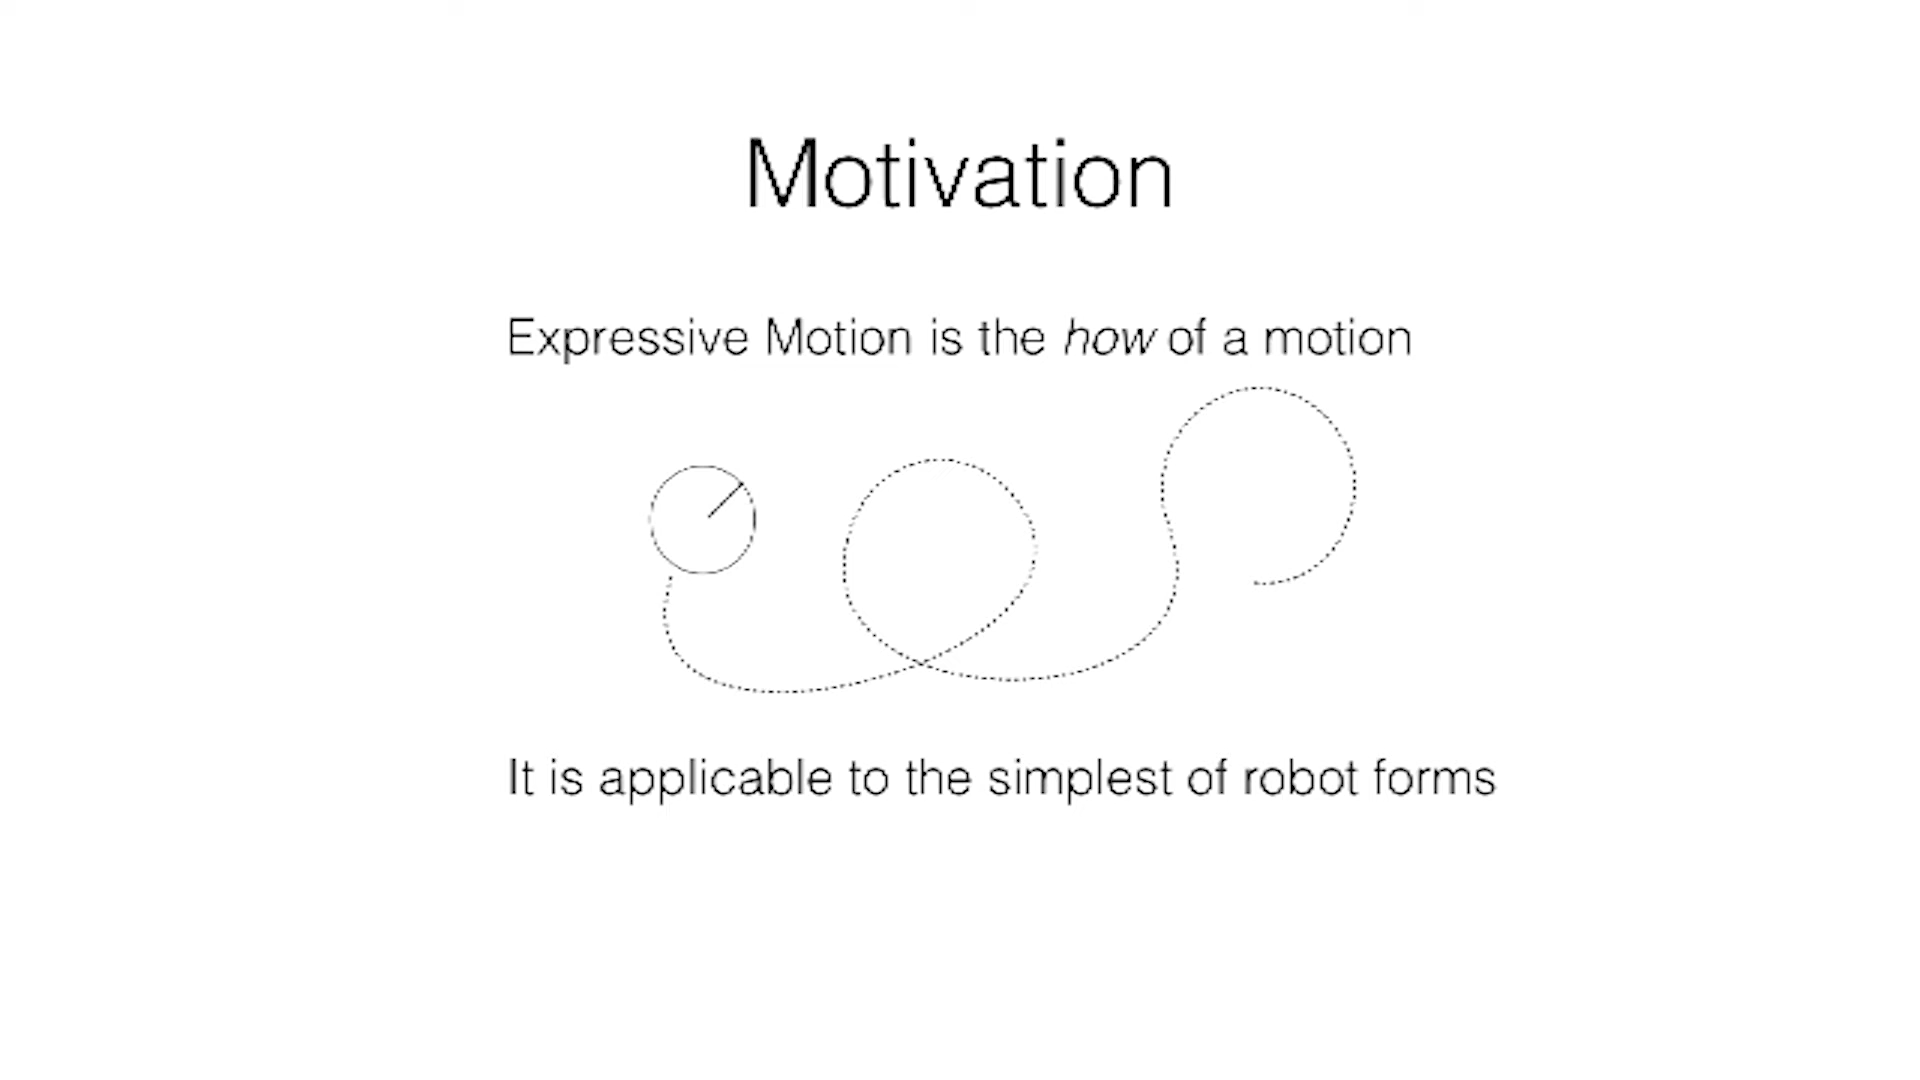 Motivation
Expressive Motion is the how of a motion
It is applicable to the simplest of robot forms